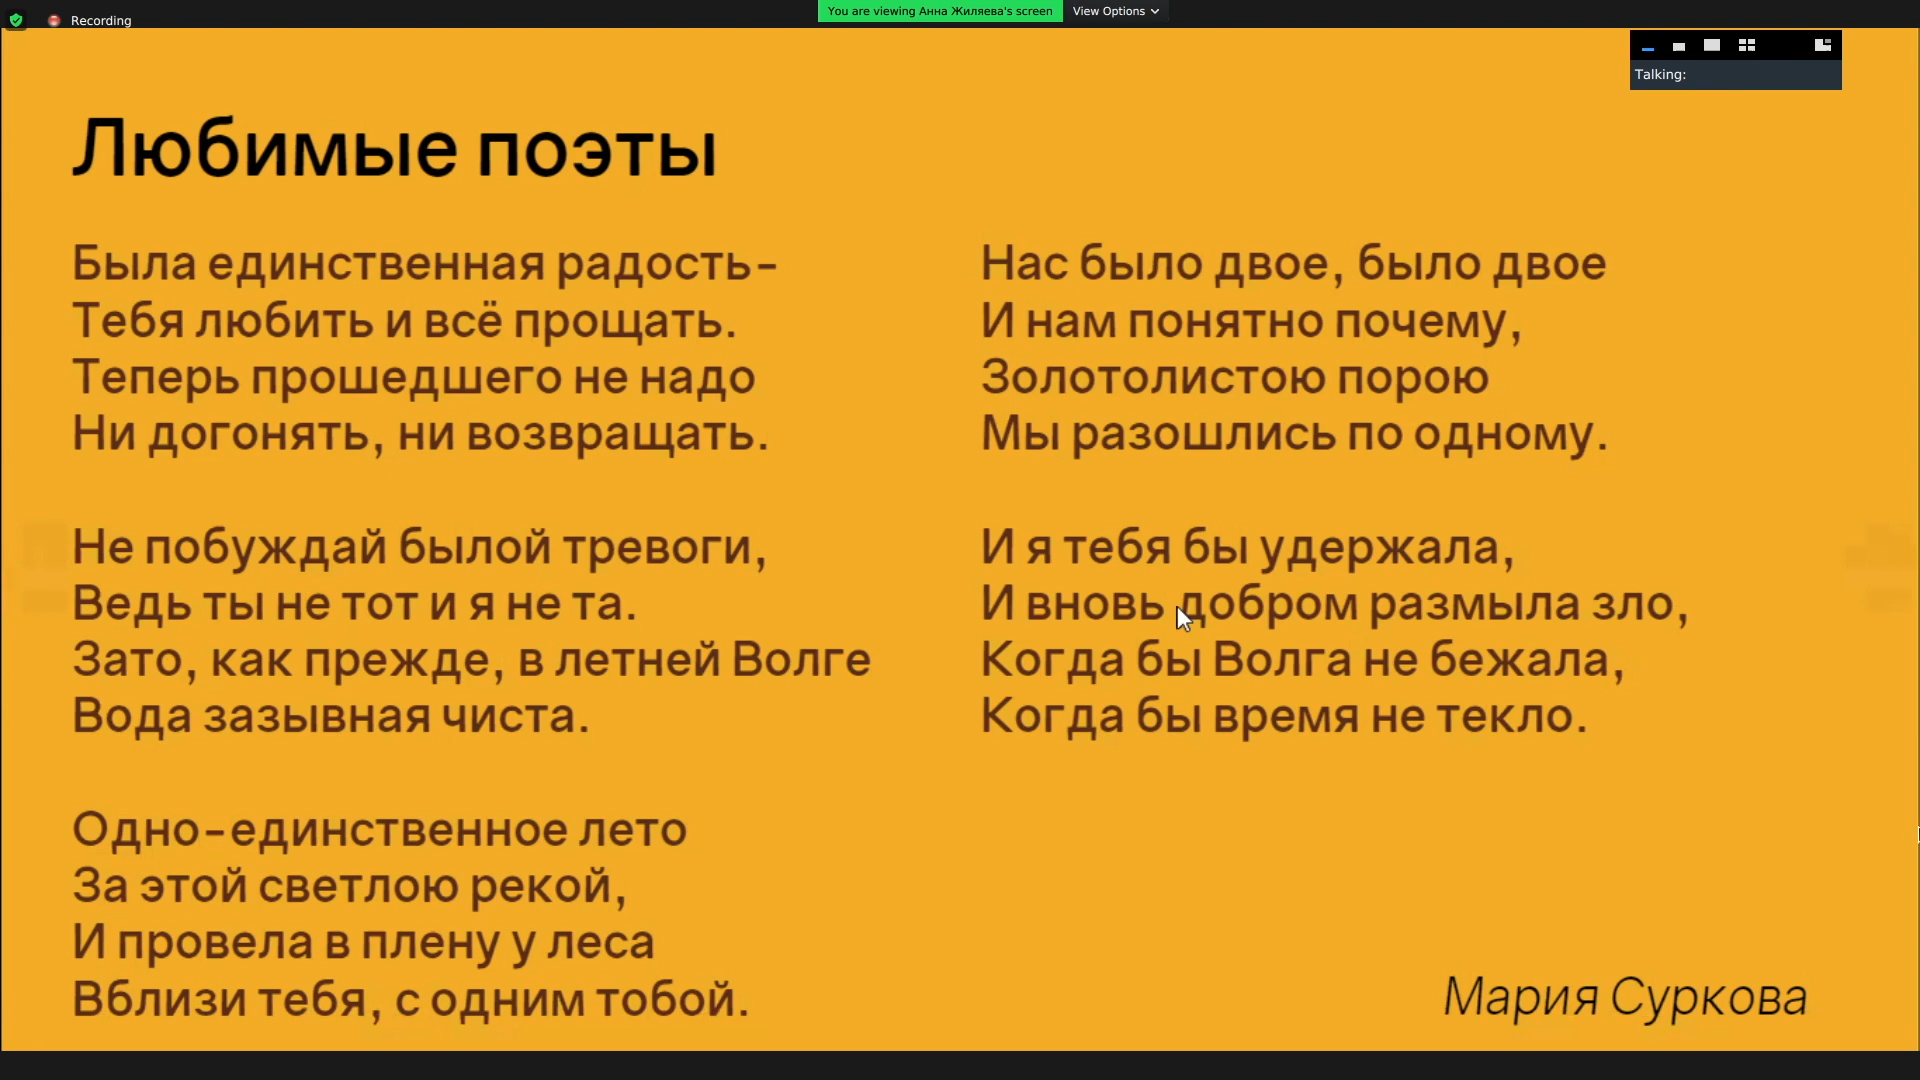 Recording
You are viewing Анна Жиляева's screen
View Options
Talking:
Любимые поэты
Была единственная радость-
Тебя любить и всё прощать.
Теперь прошедшего не надо
Ни догонять, ни возвращать.
Не побуждай былой тревоги,
Ведь ты не тот и я не та.
Зато, как прежде, в летней Волге
Вода зазывная чиста.
Одно-единственное лето
За этой светлою рекой,
И провела в плену у леса
Вблизи тебя, с одним тобой.
Нас было двое, было двое
И нам понятно почему,
Золотолистою порою
Мы разошлись по одному.
И я тебя бы удержала,
И вновь добром размыла зло,
Когда бы Волга не бежала,
Когда бы время не текло.
Мария Суркова